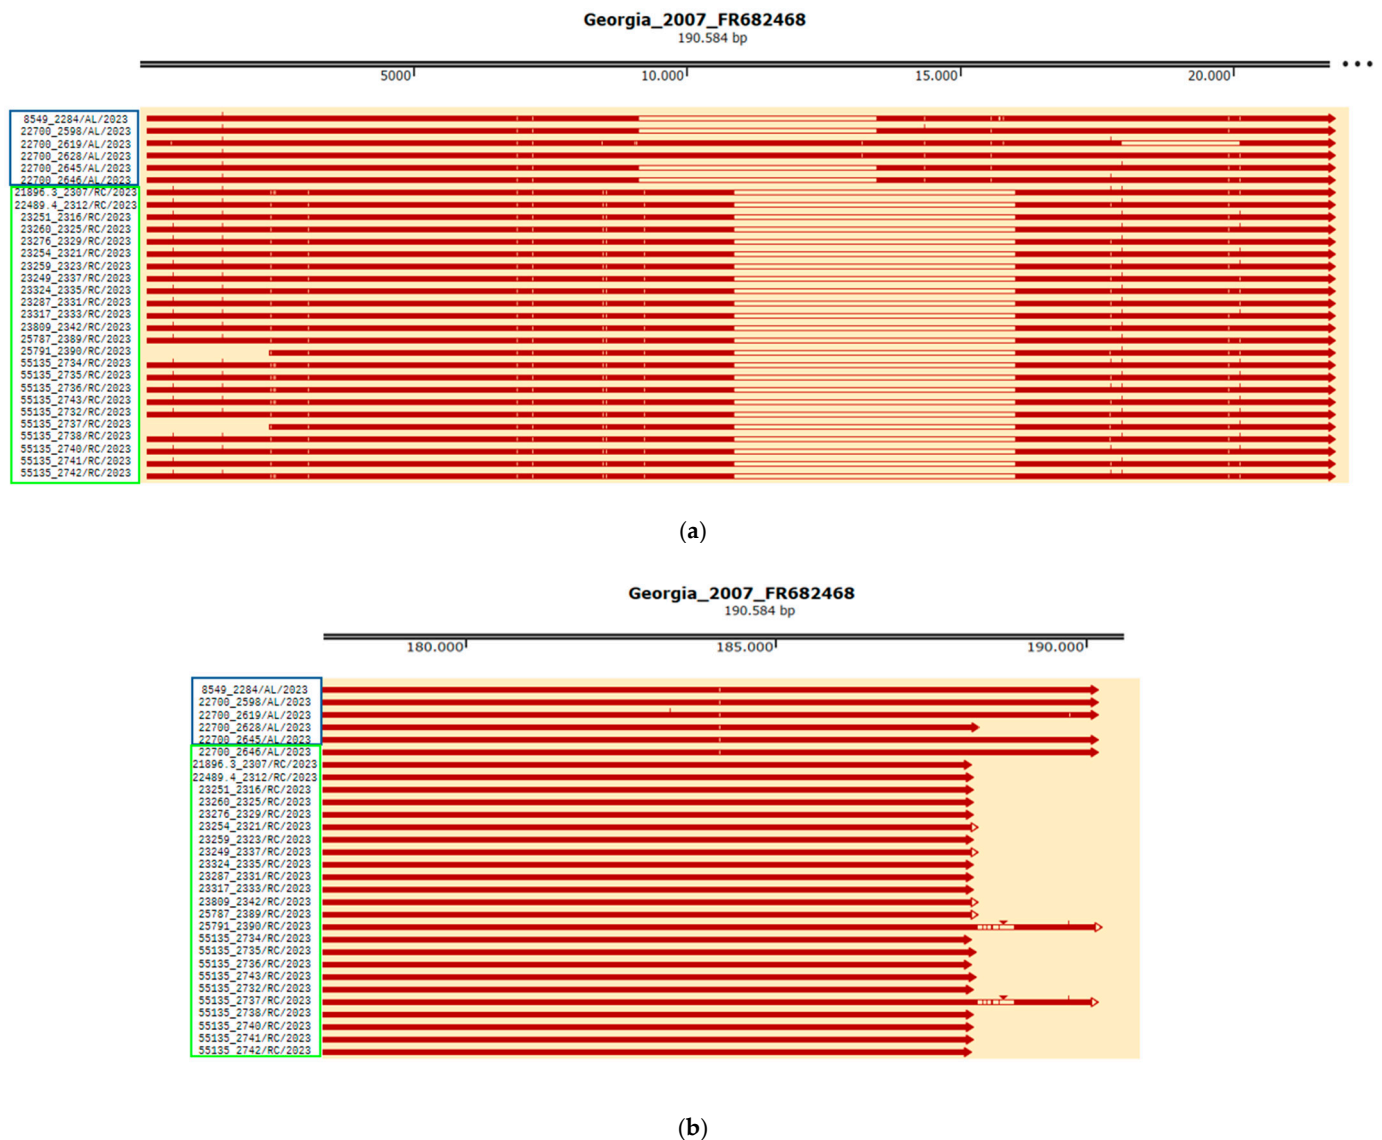 Georgia_2007_FR682468
190.584 bp
5000 10.000 15.000 20.000
8549_2284/AL/2023
22700_2598/AL/2023
22700_2619/AL/2023
22700_2628/AL/2023
22700_2645/AL/2023
22700_2646/AL/2023
21896.3_2307/RC/2023
22489.4_2312/RC/2023
23251_2316/RC/2023
23260_2325/RC/2023
23276_2329/RC/2023
23254_2321/RC/2023
23259_2323/RC/2023
23249_2337/RC/2023
23324_2335/RC/2023
23287_2331/RC/2023
23317_2333/RC/2023
23809_2342/RC/2023
25787_2389/RC/2023
25791_2390/RC/2023
55135_2734/RC/2023
55135_2735/RC/2023
55135_2736/RC/2023
55135_2743/RC/2023
55135_2732/RC/2023
55135_2737/RC/2023
55135_2738/RC/2023
55135_2740/RC/2023
55135_2741/RC/2023
55135_2742/RC/2023
(a)
Georgia_2007_FR682468
190.584 bp
180.000 185.000 190.000
8549_2284/AL/2023
22700_2598/AL/2023
22700_2619/AL/2023
22700_2628/AL/2023
22700_2645/AL/2023
22700_2646/AL/2023
21896.3_2307/RC/2023
22489.4_2312/RC/2023
23251_2316/RC/2023
23260_2325/RC/2023
23276_2329/RC/2023
23254_2321/RC/2023
23259_2323/RC/2023
23249_2337/RC/2023
23324_2335/RC/2023
23287_2331/RC/2023
23317_2333/RC/2023
23809_2342/RC/2023
25787_2389/RC/2023
25791_2390/RC/2023
55135_2734/RC/2023
55135_2735/RC/2023
55135_2736/RC/2023
55135_2743/RC/2023
55135_2732/RC/2023
55135_2737/RC/2023
55135_2738/RC/2023
55135_2740/RC/2023
55135_2741/RC/2023
55135_2742/RC/2023
(b)